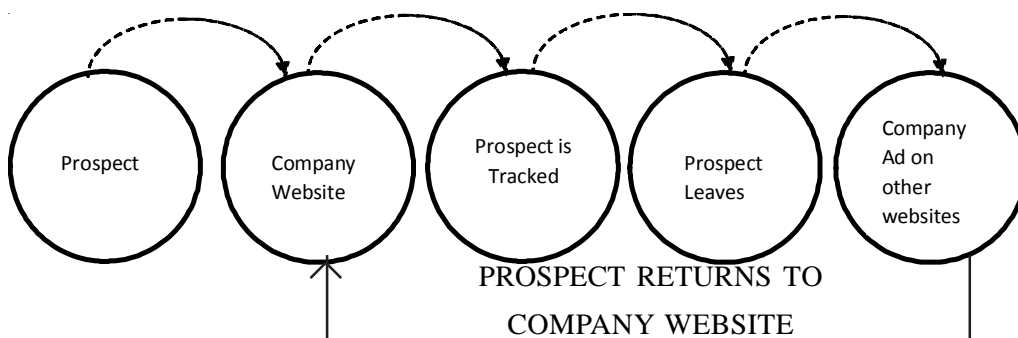 Prospect
Company
Website
Prospect is
Tracked
Prospect
Leaves
Company
Ad on
other
websites
PROSPECT RETURNS TO
COMPANY WEBSITE